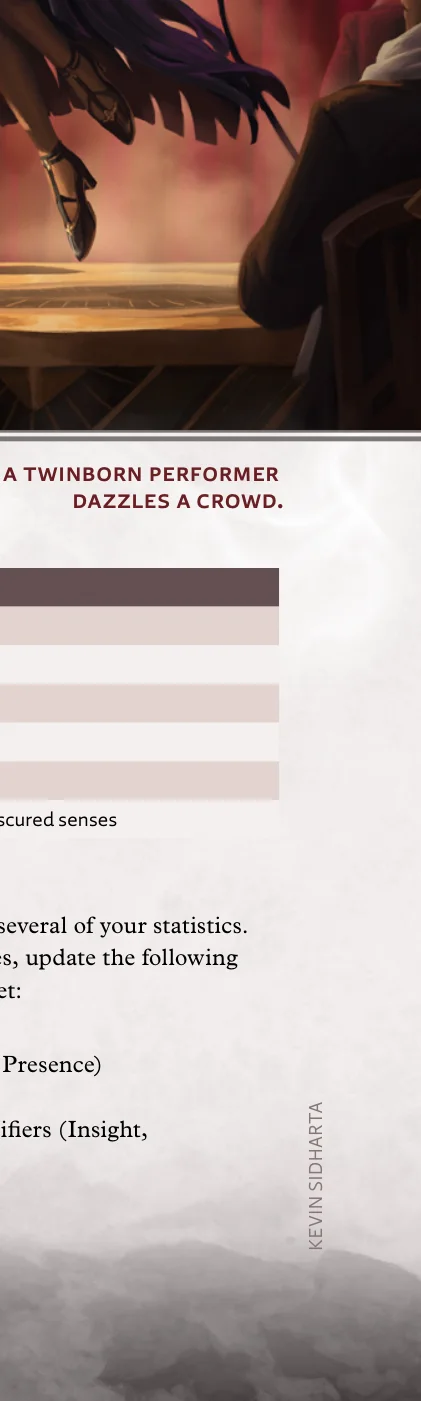 A TWINBORN PERFORMER
DAZZLES A CROWD.
scured senses
several of your statistics.
s, update the following
et:
Presence)
ifiers (Insight,
KEVIN SIDHARTA